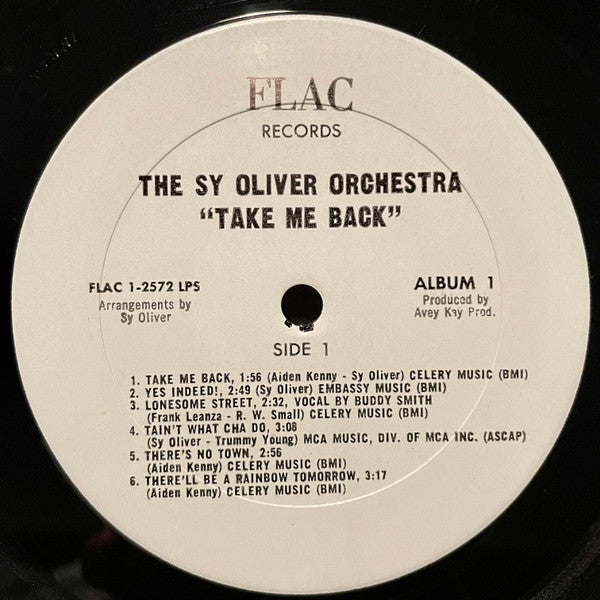 FLAC
RECORDS
THE SY OLIVER ORCHESTRA
"TAKE ME BACK"
FLAC 1-2572 LPS
Arrangements by
Sy Oliver
ALBUM 1
Produced by
Avey Kay Prod.
SIDE 1
1. TAKE ME BACK, 1:56 (Aiden Kenny - Sy Oliver) CELERY MUSIC (BMI)
2. YES INDEED!, 2:49 (Sy Oliver) EMBASSY MUSIC (BMI)
3. LONESOME STREET, 2:32, VOCAL BY BUDDY SMITH
(Frank Leanza - R. W. Small) CELERY MUSIC (BMI)
4. TAIN'T WHAT CHA DO, 3:08
(Sy Oliver - Trummy Young) MCA MUSIC, DIV. OF MCA INC. (ASCAP)
5. THERE'S NO TOWN, 2:56
(Aiden Kenny) CELERY MUSIC (BMI)
6. THERE'LL BE A RAINBOW TOMORROW, 3:17
(Aiden Kenny) CELERY MUSIC (BMI)